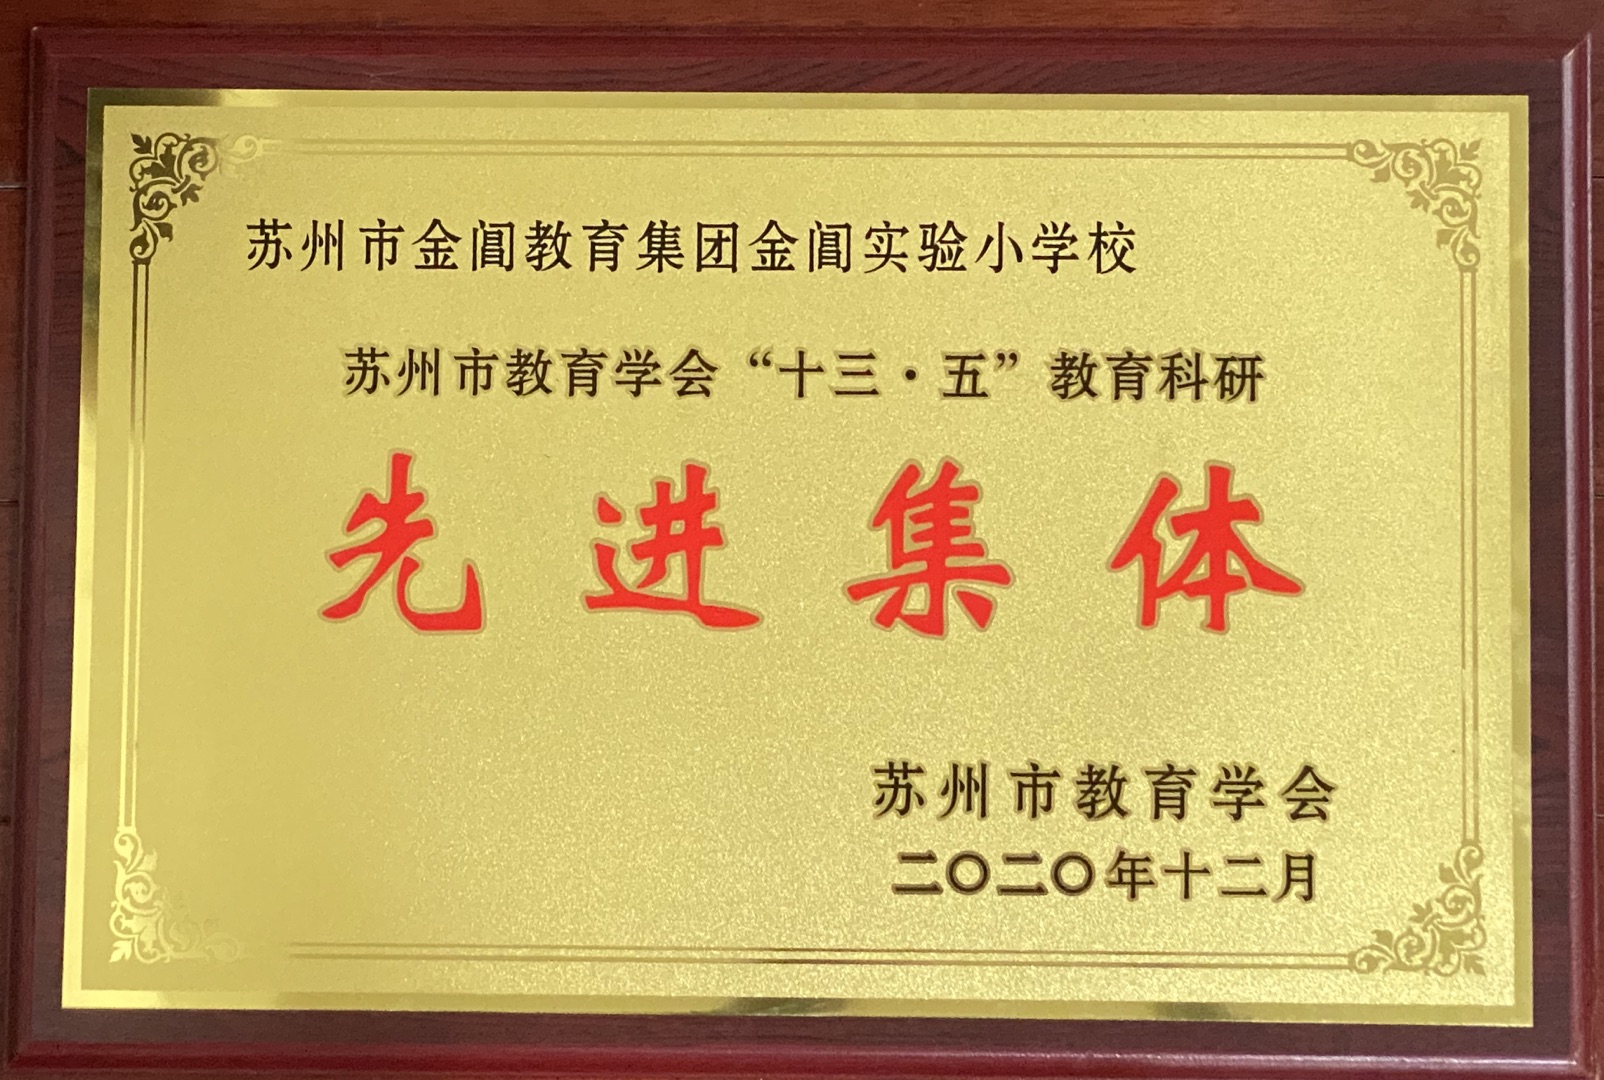 苏州市金阊教育集团金阊实验小学校
苏州市教育学会“十三·五”教育科研
先进集体
苏州市教育学会
二〇二〇年十二月